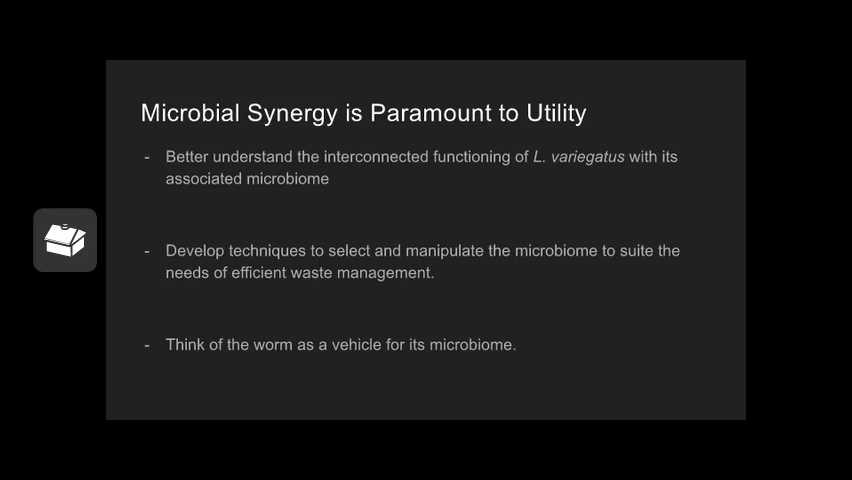 Microbial Synergy is Paramount to Utility
- Better understand the interconnected functioning of L. variegatus with its
associated microbiome
- Develop techniques to select and manipulate the microbiome to suite the
needs of efficient waste management.
- Think of the worm as a vehicle for its microbiome.